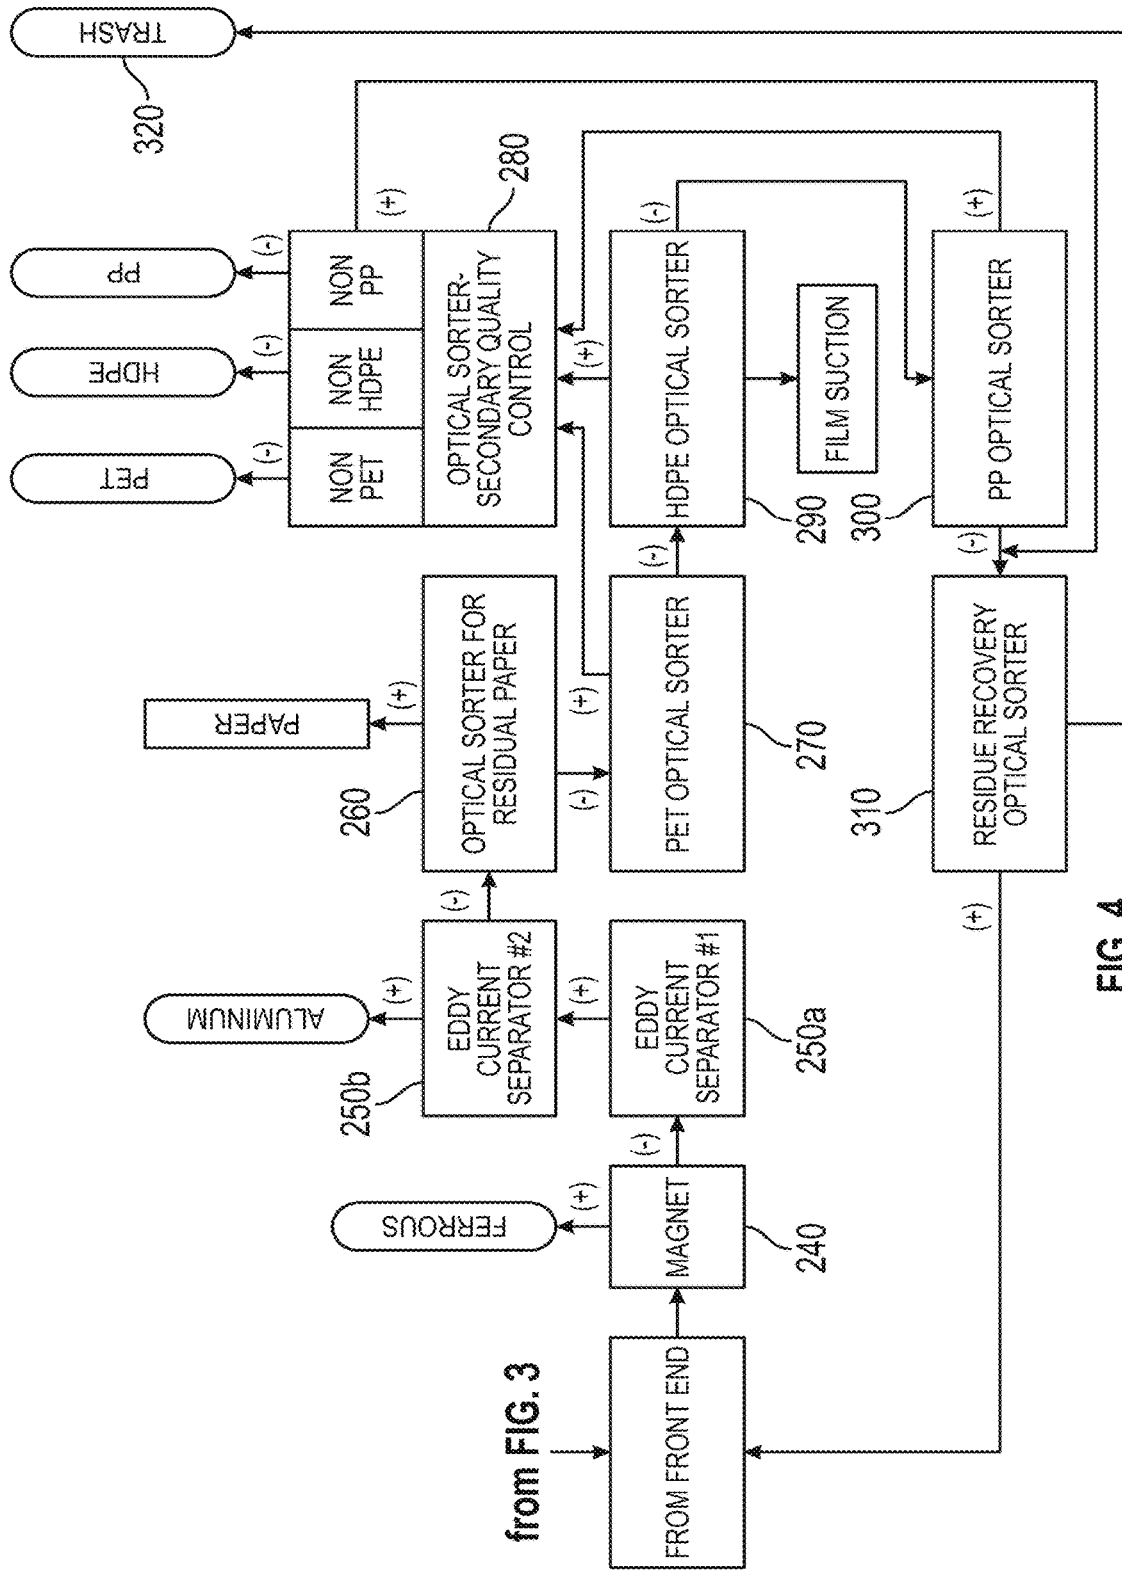 TRASH
320
PP
HDPE
PET
(-)
(-)
(-)
(+)
NON
PP
NON
HDPE
NON
PET
OPTICAL SORTER-
SECONDARY QUALITY
CONTROL
280
PAPER
(+)
260
OPTICAL SORTER FOR
RESIDUAL PAPER
(-)
(+)
ALUMINUM
(+)
250b
EDDY
CURRENT
SEPARATOR #2
(-)
(+)
EDDY
CURRENT
SEPARATOR #1
250a
FERROUS
(+)
MAGNET
240
(-)
from FIG. 3
FROM FRONT END
PET OPTICAL SORTER
270
(-)
HDPE OPTICAL SORTER
290
(+)
(-)
FILM SUCTION
PP OPTICAL SORTER
300
(+)
(-)
RESIDUE RECOVERY
OPTICAL SORTER
310
(+)
FIG. 4